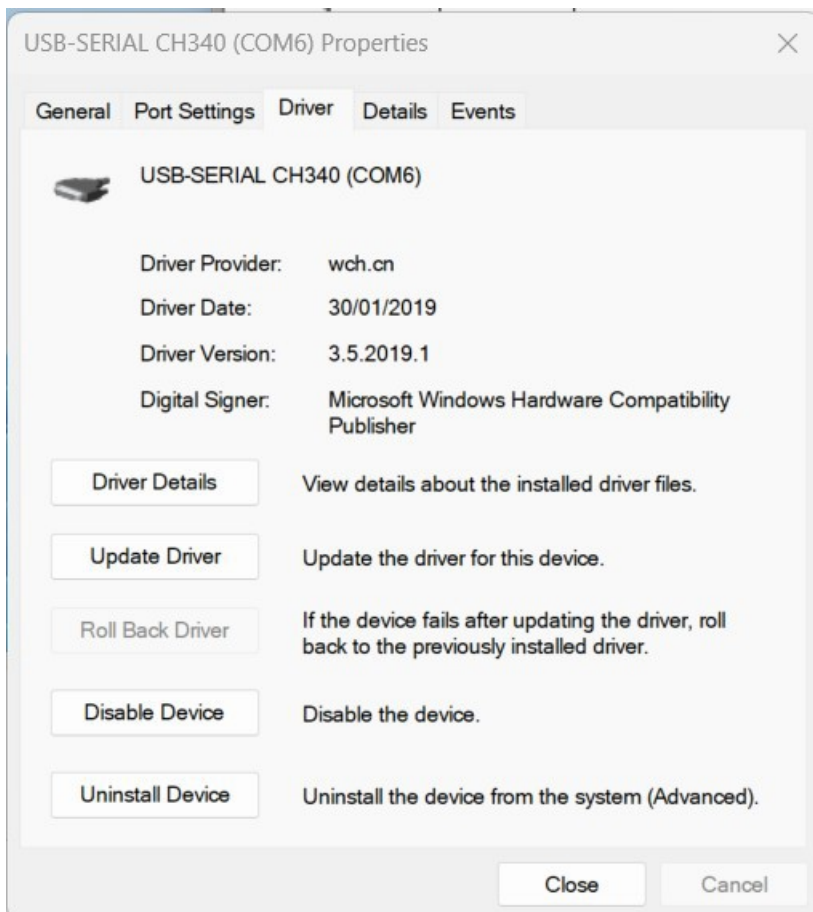 USB-SERIAL CH340 (COM6) Properties
General Port Settings Driver Details Events
USB-SERIAL CH340 (COM6)
Driver Provider: wch.cn
Driver Date: 30/01/2019
Driver Version: 3.5.2019.1
Digital Signer: Microsoft Windows Hardware Compatibility
Publisher
Driver Details View details about the installed driver files.
Update Driver Update the driver for this device.
Roll Back Driver If the device fails after updating the driver, roll
back to the previously installed driver.
Disable Device Disable the device.
Uninstall Device Uninstall the device from the system (Advanced).
Close Cancel